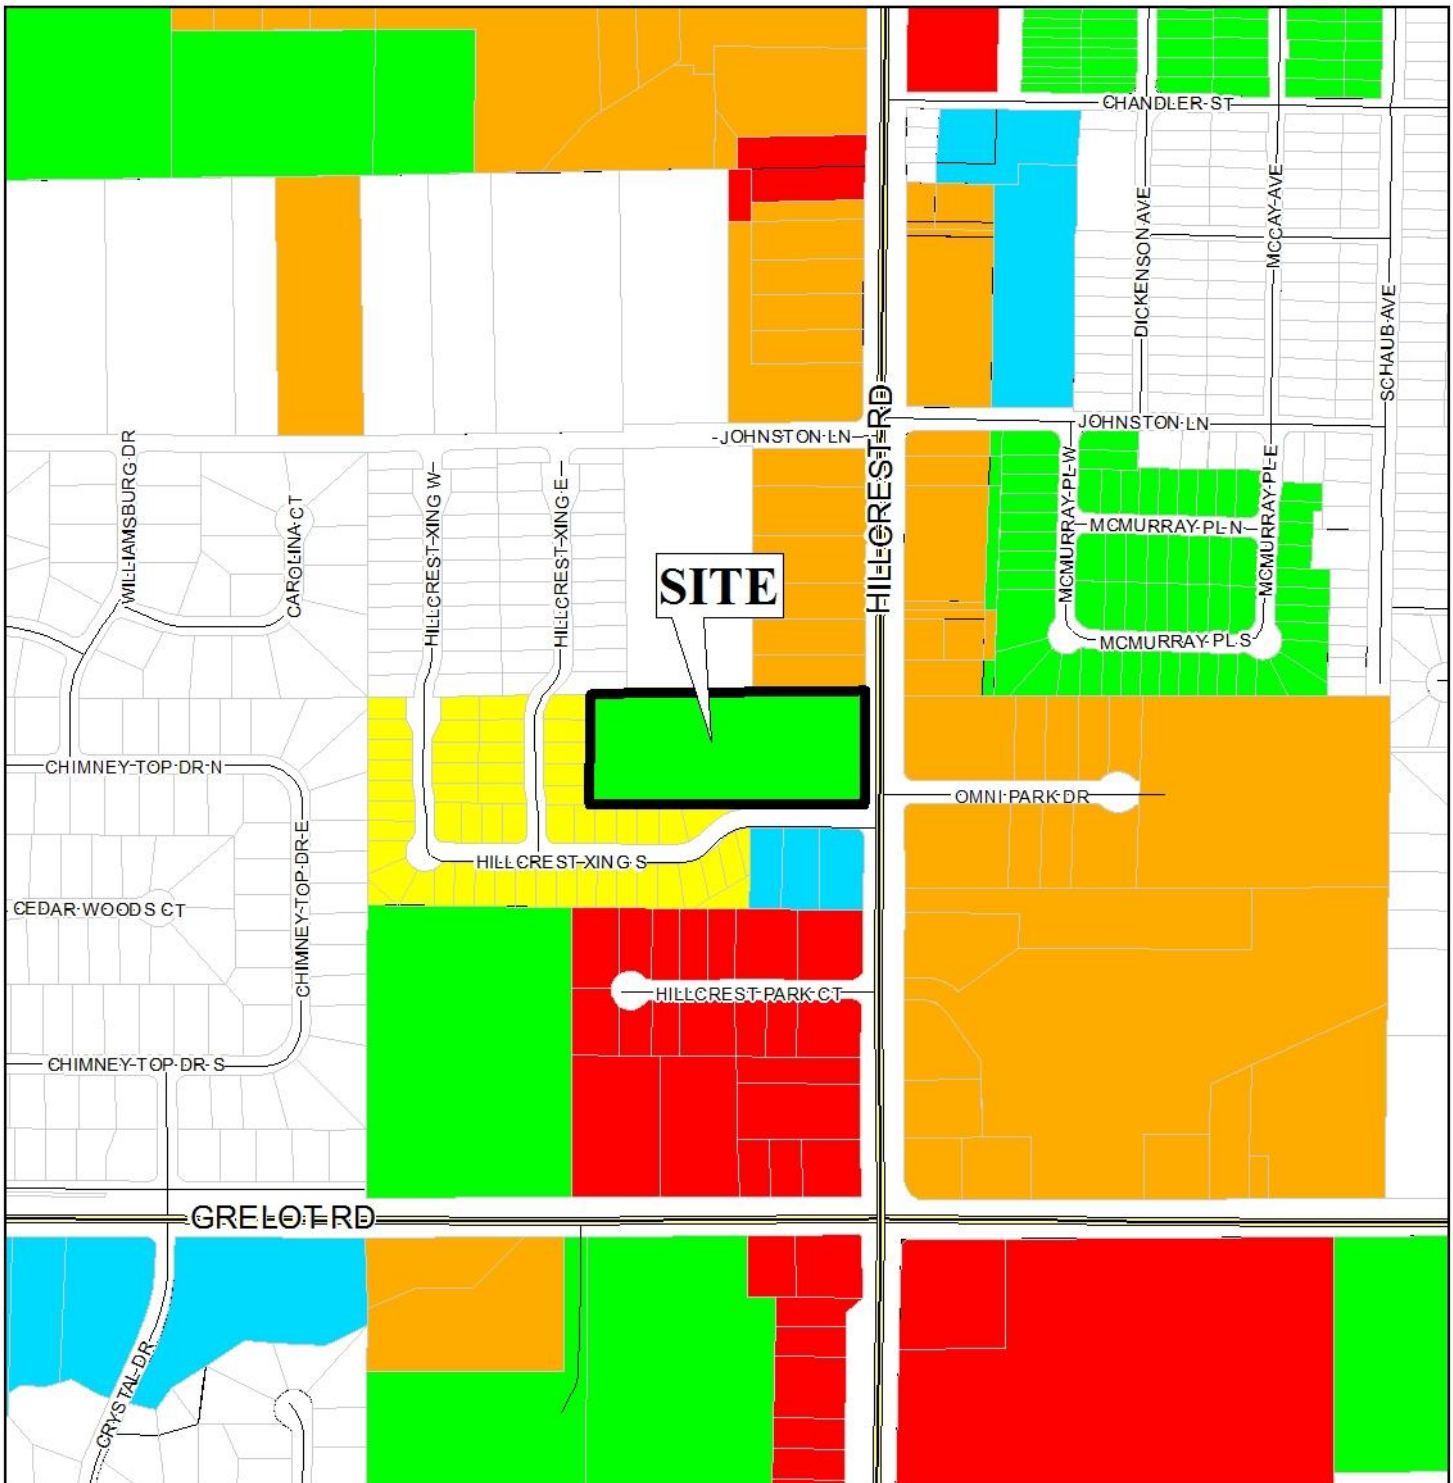 CHANDLER ST
DICKENSON AVE
MCCAY AVE
SCHAUB AVE
HILLCREST RD
JOHNSTON LN
JOHNSTON LN
WILLIAMSBURG DR
CAROLINA CT
HILLCREST XING W
HILLCREST XING E
MCMURRAY PL W
MCMURRAY PL N
MCMURRAY PL E
MCMURRAY PL S
SITE
CHIMNEY TOP DR N
OMNI PARK DR
CHIMNEY TOP DR E
HILLCREST XING S
CEDAR WOODS CT
HILLCREST PARK CT
CHIMNEY TOP DR S
GRELOT RD
CRYSTAL DR